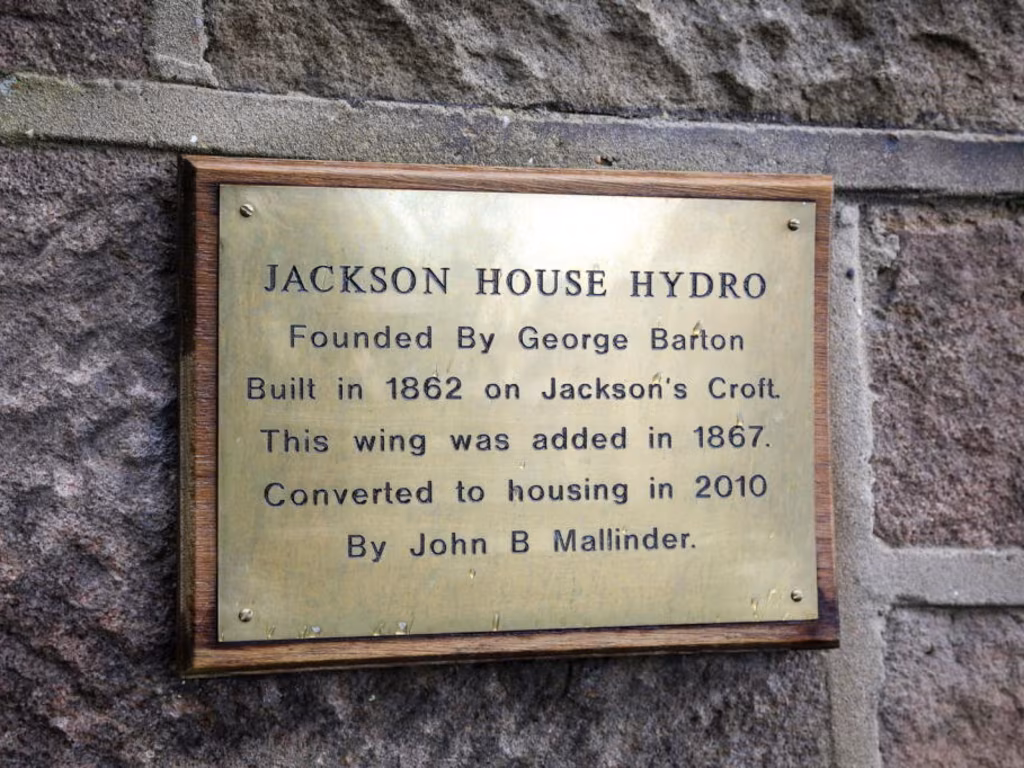 JACKSON HOUSE HYDRO
Founded By George Barton
Built in 1862 on Jackson's Croft.
This wing was added in 1867.
Converted to housing in 2010
By John B Mallinder.